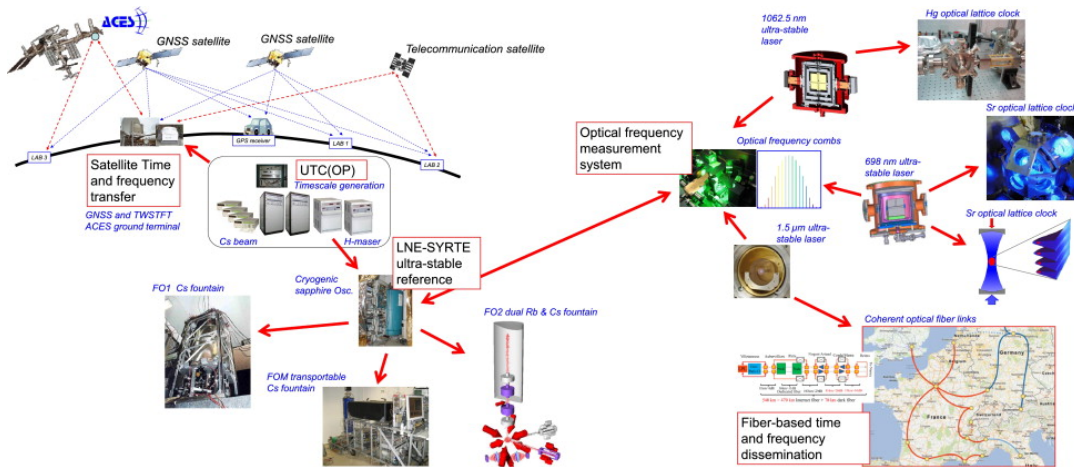 ACES
GNSS satellite
GNSS satellite
Telecommunication satellite
LAB 3
GPS receiver
LAB 1
LAB 2
Satellite Time
and frequency
transfer
GNSS and TWSTFT
ACES ground terminal
UTC(OP)
Timescale generation
Cs beam
H-maser
LNE-SYRTE
ultra-stable
reference
Cryogenic
sapphire Osc.
FO1 Cs fountain
FOM transportable
Cs fountain
FO2 dual Rb & Cs fountain
1062.5 nm
ultra-stable
laser
Hg optical lattice clock
Optical frequency
measurement
system
Optical frequency combs
Sr optical lattice clock
698 nm ultra-
stable laser
Sr optical lattice clock
1.5 µm ultra-
stable laser
Coherent optical fiber links
Fiber-based time
and frequency
dissemination
Germany
France